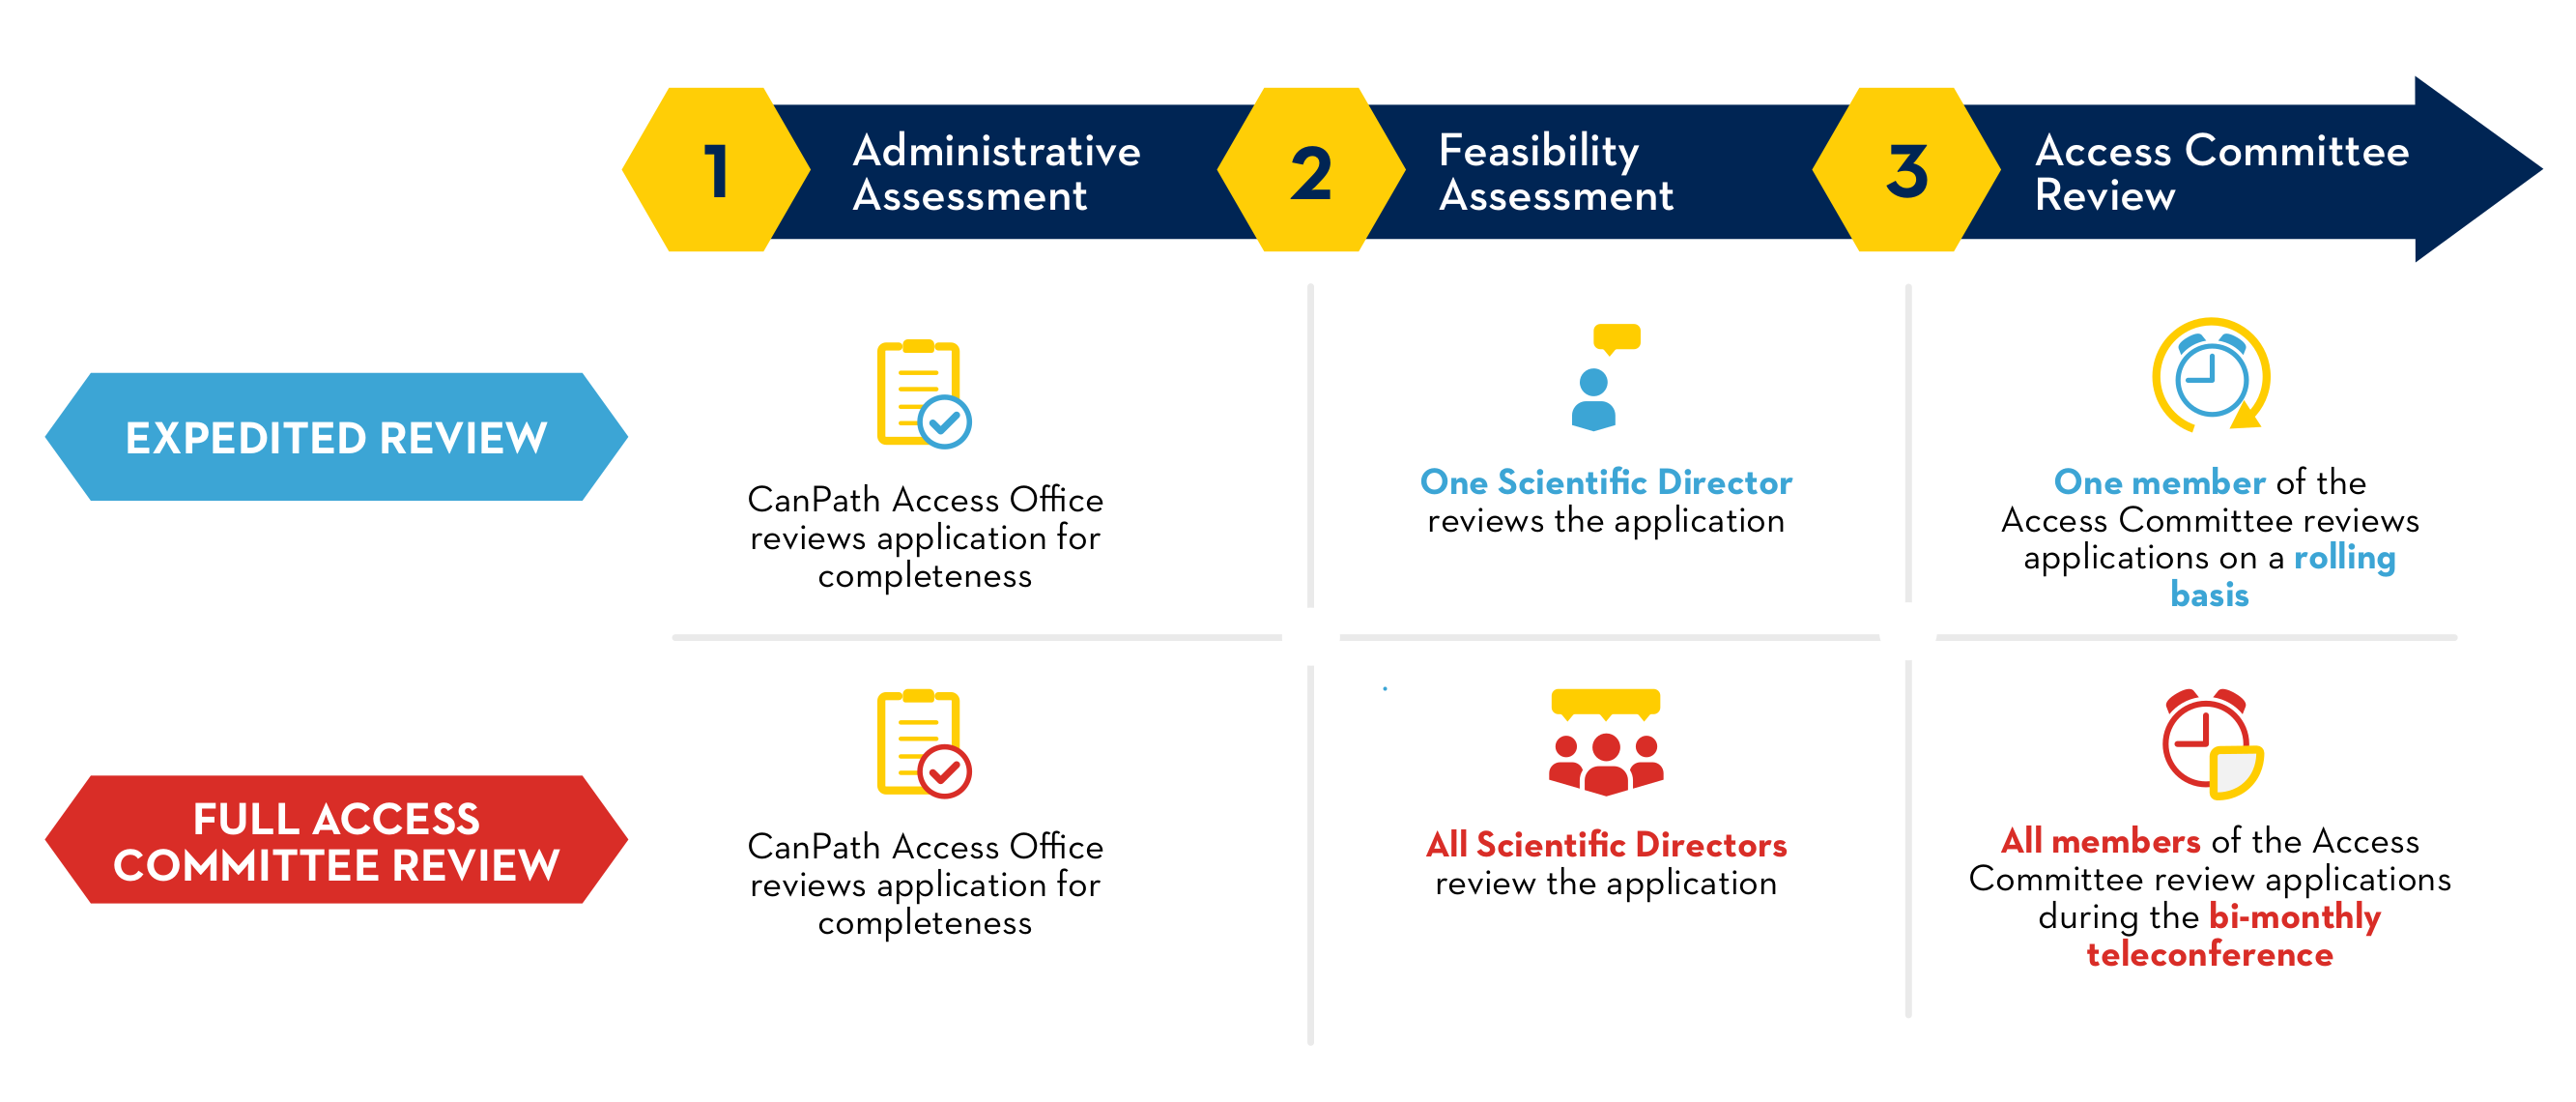 1
Administrative
Assessment
2
Feasibility
Assessment
3
Access Committee
Review
EXPEDITED REVIEW
CanPath Access Office
reviews application for
completeness
One Scientific Director
reviews the application
One member of the
Access Committee reviews
applications on a rolling
basis
FULL ACCESS
COMMITTEE REVIEW
CanPath Access Office
reviews application for
completeness
All Scientific Directors
review the application
All members of the Access
Committee review applications
during the bi-monthly
teleconference